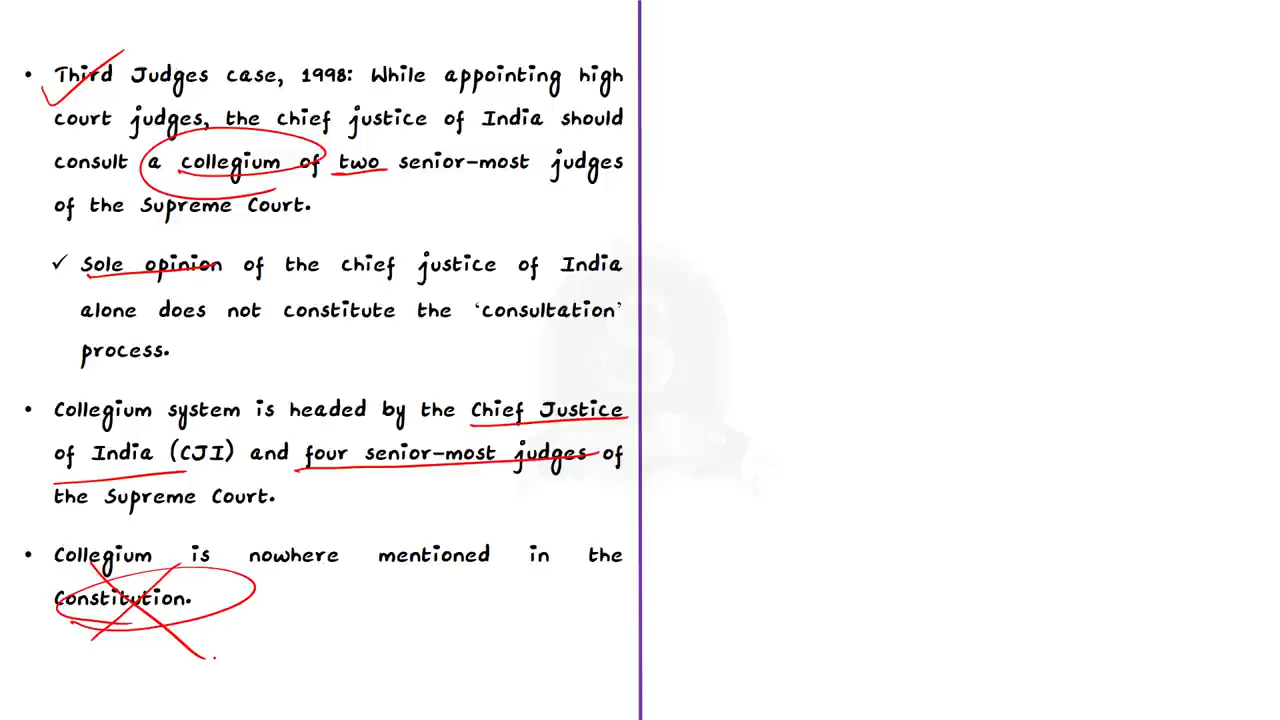 • Third Judges case, 1998: While appointing high
court judges, the chief justice of India should
consult a collegium of two senior-most judges
of the Supreme Court.
✓ Sole opinion of the chief justice of India
alone does not constitute the ‘consultation’
process.
• Collegium system is headed by the Chief Justice
of India (CJI) and four senior-most judges of
the Supreme Court.
• Collegium is nowhere mentioned in the
Constitution.